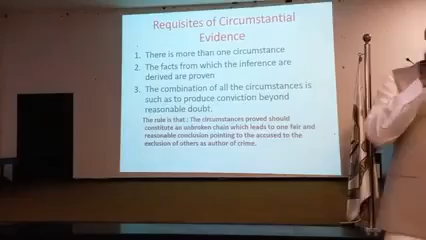 Requisites of Circumstantial
Evidence
1. There is more than one circumstance
2. The facts from which the inference are
derived are proven
3. The combination of all the circumstances is
such as to produce conviction beyond
reasonable doubt.
The rule is that : The circumstances proved should
constitute an unbroken chain which leads to one fair and
reasonable conclusion pointing to the accused to the
exclusion of others as author of crime.